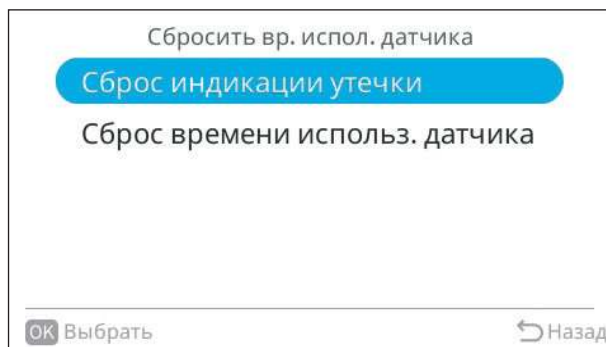 Сбросить вр. испол. датчика
Сброс индикации утечки
Сброс времени использ. датчика
OK Выбрать
Назад